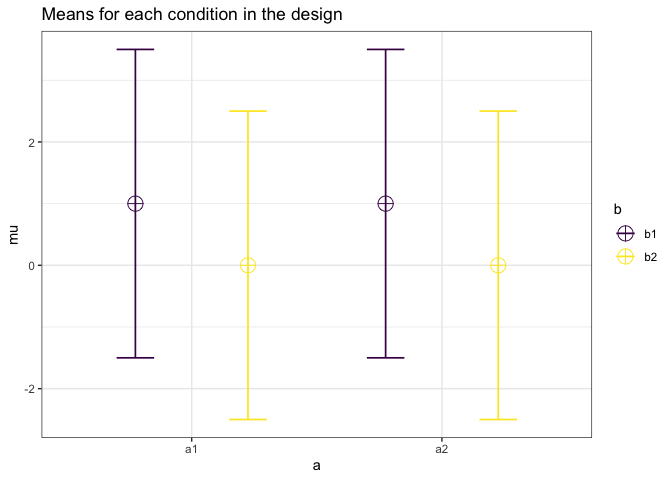 Means for each condition in the design
mu
2
0
-2
a1
a2
a
b
b1
b2